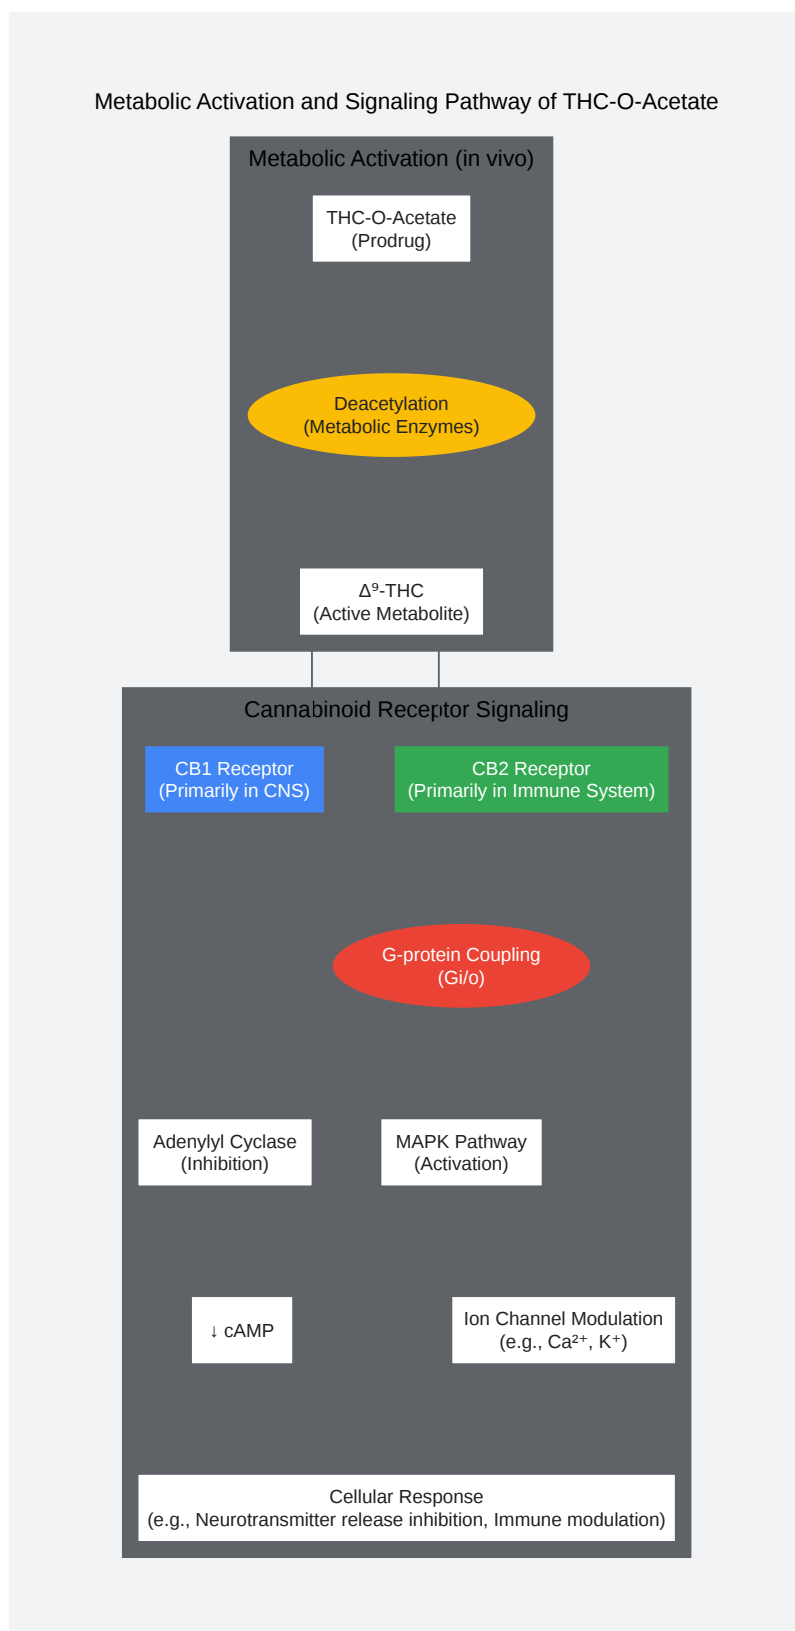 Metabolic Activation and Signaling Pathway of THC-O-Acetate
Metabolic Activation (in vivo)
THC-O-Acetate
(Prodrug)
Deacetylation
(Metabolic Enzymes)
Δ⁹-THC
(Active Metabolite)
Cannabinoid Receptor Signaling
CB1 Receptor
(Primarily in CNS)
CB2 Receptor
(Primarily in Immune System)
G-protein Coupling
(Gi/o)
Adenylyl Cyclase
(Inhibition)
MAPK Pathway
(Activation)
↓ cAMP
Ion Channel Modulation
(e.g., Ca²⁺, K⁺)
Cellular Response
(e.g., Neurotransmitter release inhibition, Immune modulation)